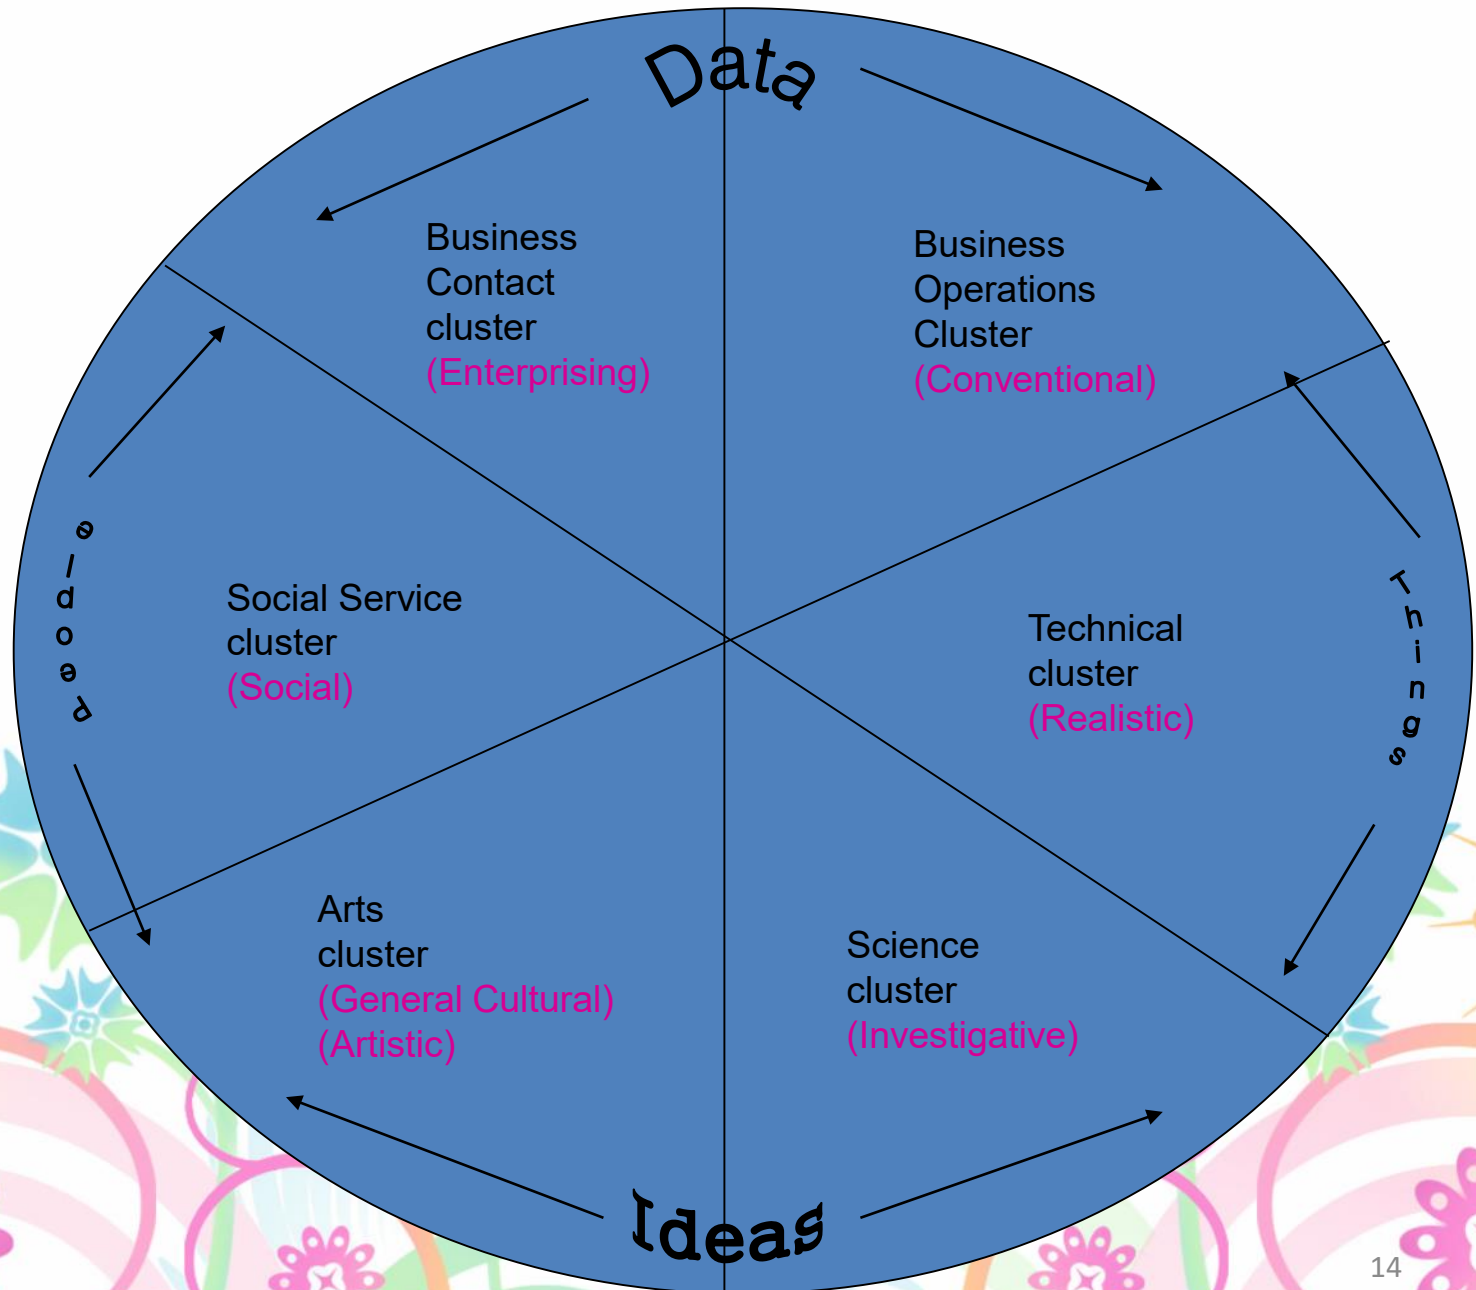 Data
Business
Contact
cluster
(Enterprising)
Business
Operations
Cluster
(Conventional)
People
Social Service
cluster
(Social)
Technical
cluster
(Realistic)
Things
Arts
cluster
(General Cultural)
(Artistic)
Science
cluster
(Investigative)
Ideas
14